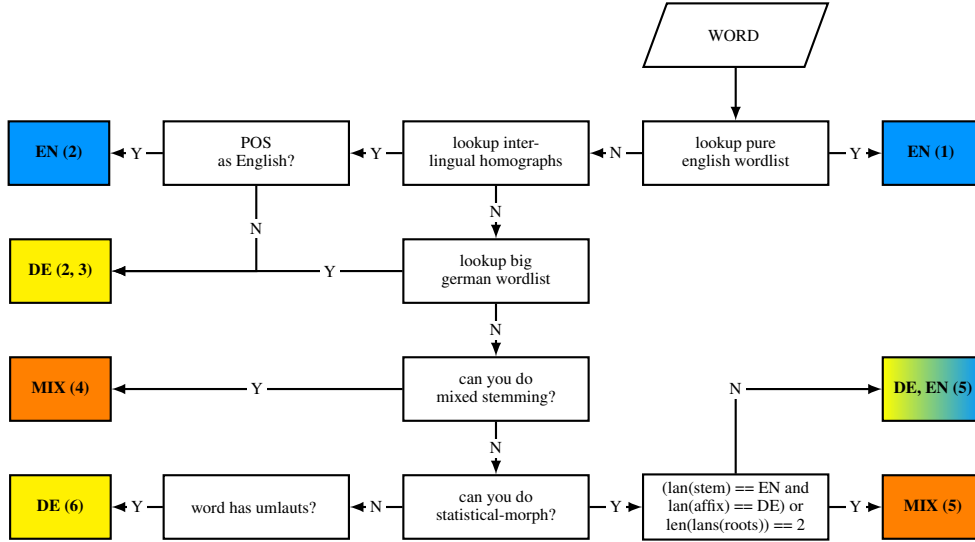 WORD
EN (2)
Y
POS
as English?
Y
lookup inter-
lingual homographs
N
lookup pure
english wordlist
Y
EN (1)
N
N
DE (2, 3)
Y
lookup big
german wordlist
N
MIX (4)
Y
can you do
mixed stemming?
N
DE, EN (5)
N
DE (6)
Y
word has umlauts?
N
can you do
statistical-morph?
Y
(lan(stem) == EN and
lan(affix) == DE) or
len(lans(roots)) == 2
Y
MIX (5)